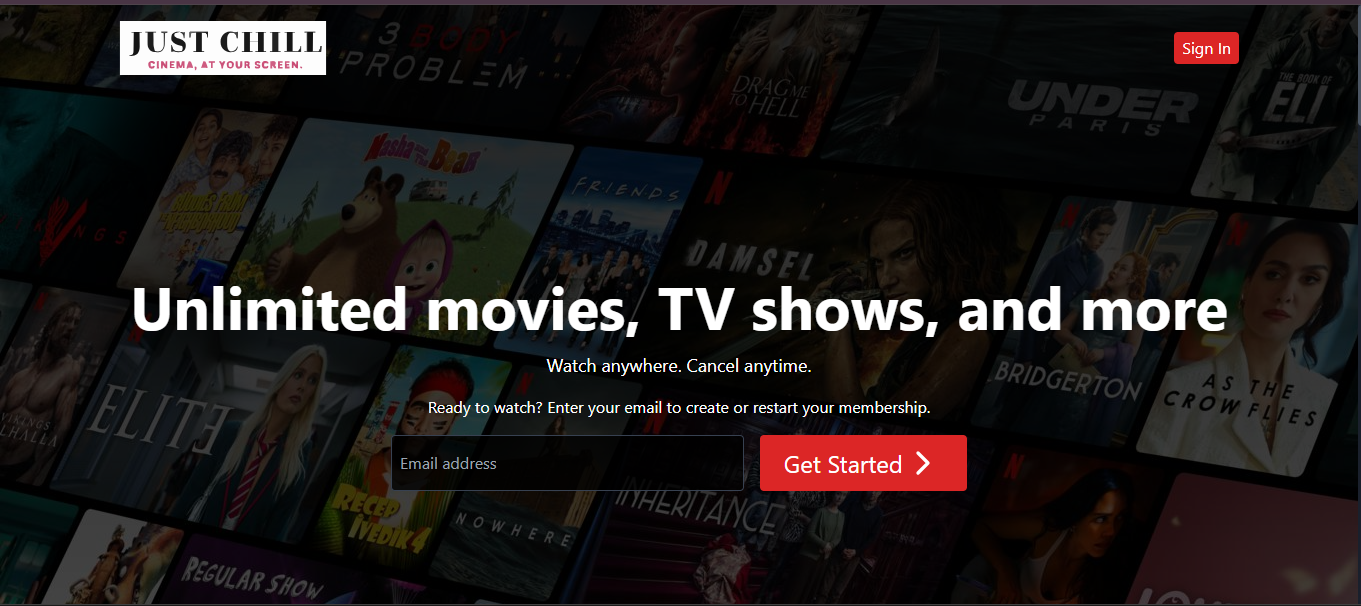 JUST CHILL
CINEMA, AT YOUR SCREEN.
Sign In
3 BODY
PROBLEM
DRAG ME
TO HELL
UNDER
PARIS
THE BOOK OF
ELI
Masha and the Bear
FRIENDS
N
DAMSEL
VIKINGS
Unlimited movies, TV shows, and more
Watch anywhere. Cancel anytime.
BRIDGERTON
AS THE
CROW FLIES
ELITE
VIKINGS
VALHALLA
Ready to watch? Enter your email to create or restart your membership.
Email address
Get Started
RECEP
İVEDİK 4
NOWHERE
INHERITANCE
REGULAR SHOW